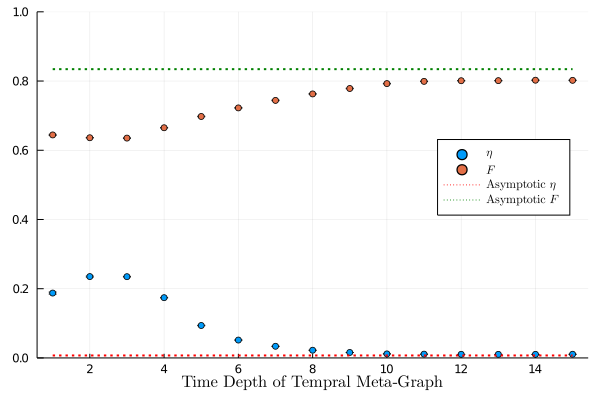 1.0
0.8
0.6
0.4
0.2
0.0
η
F
Asymptotic η
Asymptotic F
2 4 6 8 10 12 14
Time Depth of Tempral Meta-Graph